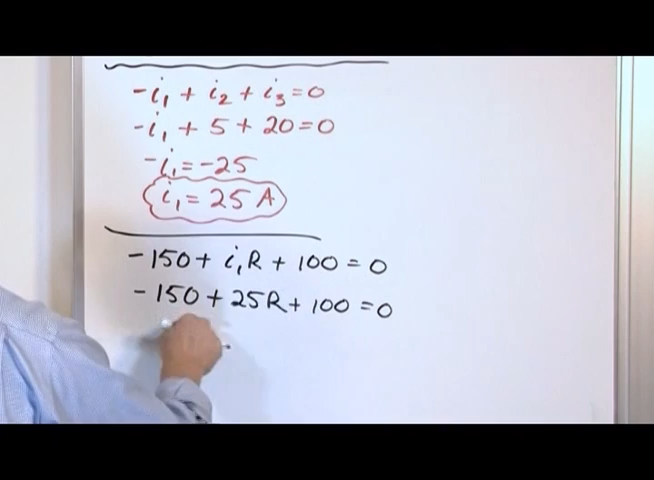 -i₁ + i₂ + i₃ = 0
-i₁ + 5 + 20 = 0
-i₁ = -25
i₁ = 25 A
-150 + i₁R + 100 = 0
-150 + 25R + 100 = 0